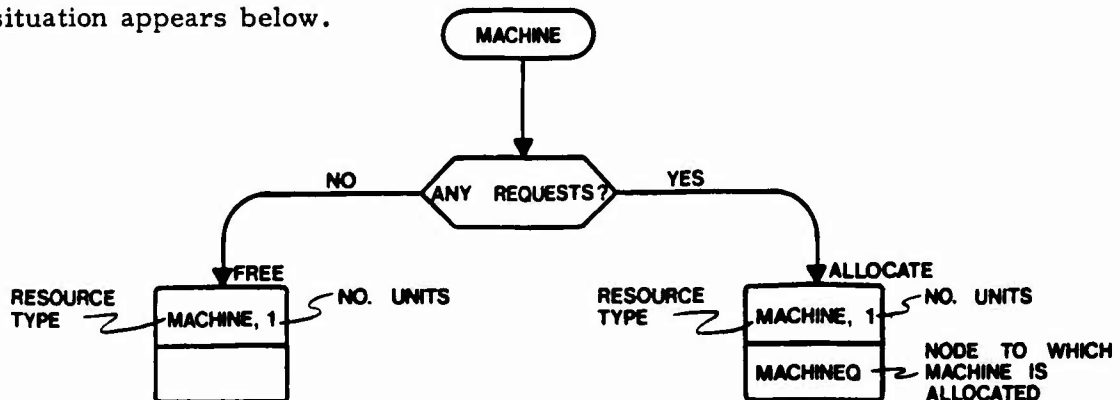 situation appears below.
MACHINE
ANY REQUESTS?
NO
YES
FREE
ALLOCATE
RESOURCE
TYPE
MACHINE, 1
NO. UNITS
RESOURCE
TYPE
MACHINE, 1
NO. UNITS
MACHINEQ
NODE TO WHICH
MACHINE IS
ALLOCATED